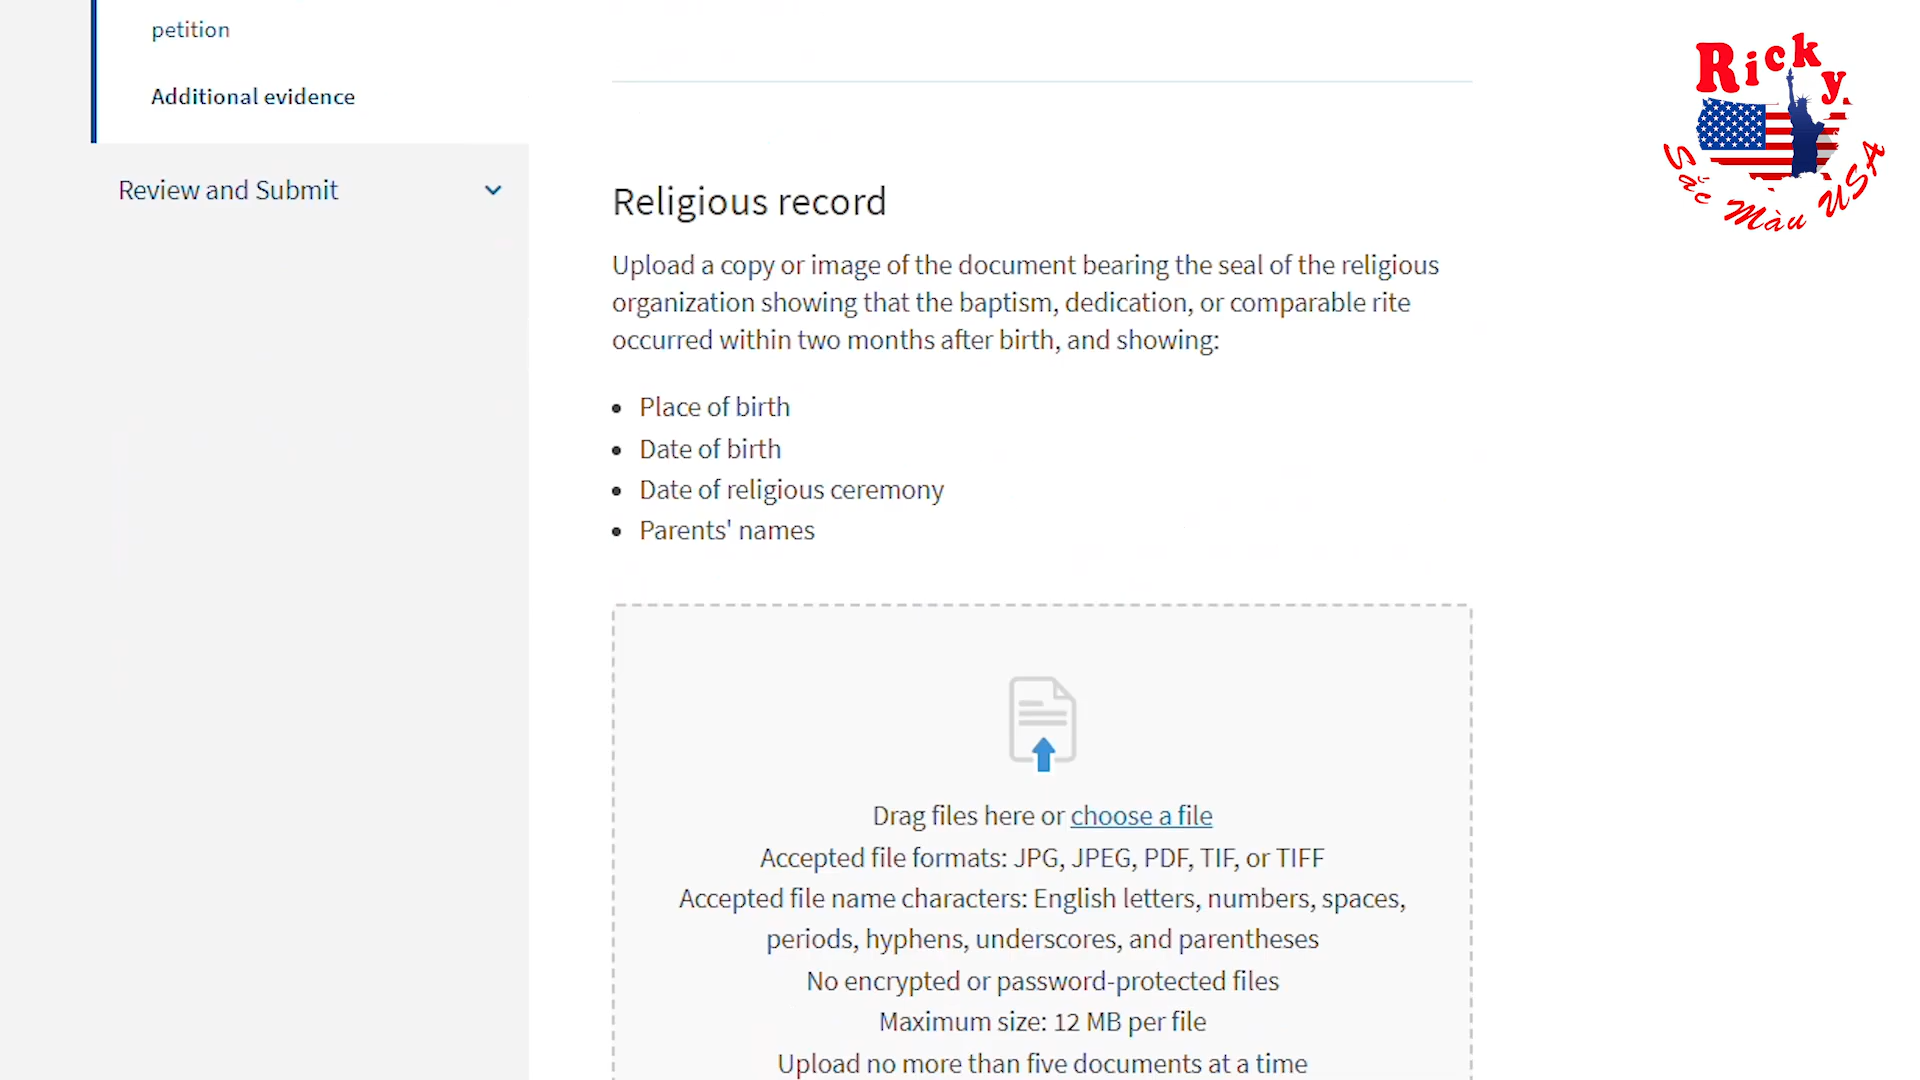 petition
Additional evidence
Review and Submit
Religious record
Upload a copy or image of the document bearing the seal of the religious
organization showing that the baptism, dedication, or comparable rite
occurred within two months after birth, and showing:
Place of birth
Date of birth
Date of religious ceremony
Parents' names
Drag files here or choose a file
Accepted file formats: JPG, JPEG, PDF, TIF, or TIFF
Accepted file name characters: English letters, numbers, spaces,
periods, hyphens, underscores, and parentheses
No encrypted or password-protected files
Maximum size: 12 MB per file
Upload no more than five documents at a time
Ricky
Sắc Màu USA